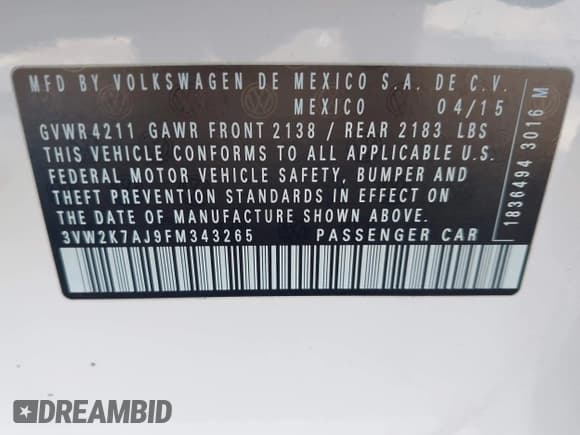 MFD BY VOLKSWAGEN DE MEXICO S.A. DE C.V.
MEXICO 04/15
GVWR 4211 GAWR FRONT 2138 / REAR 2183 LBS
THIS VEHICLE CONFORMS TO ALL APPLICABLE U.S.
FEDERAL MOTOR VEHICLE SAFETY, BUMPER AND
THEFT PREVENTION STANDARDS IN EFFECT ON
THE DATE OF MANUFACTURE SHOWN ABOVE.
3VW2K7AJ9FM343265 PASSENGER CAR
1836494 3016 M
DREAMBID